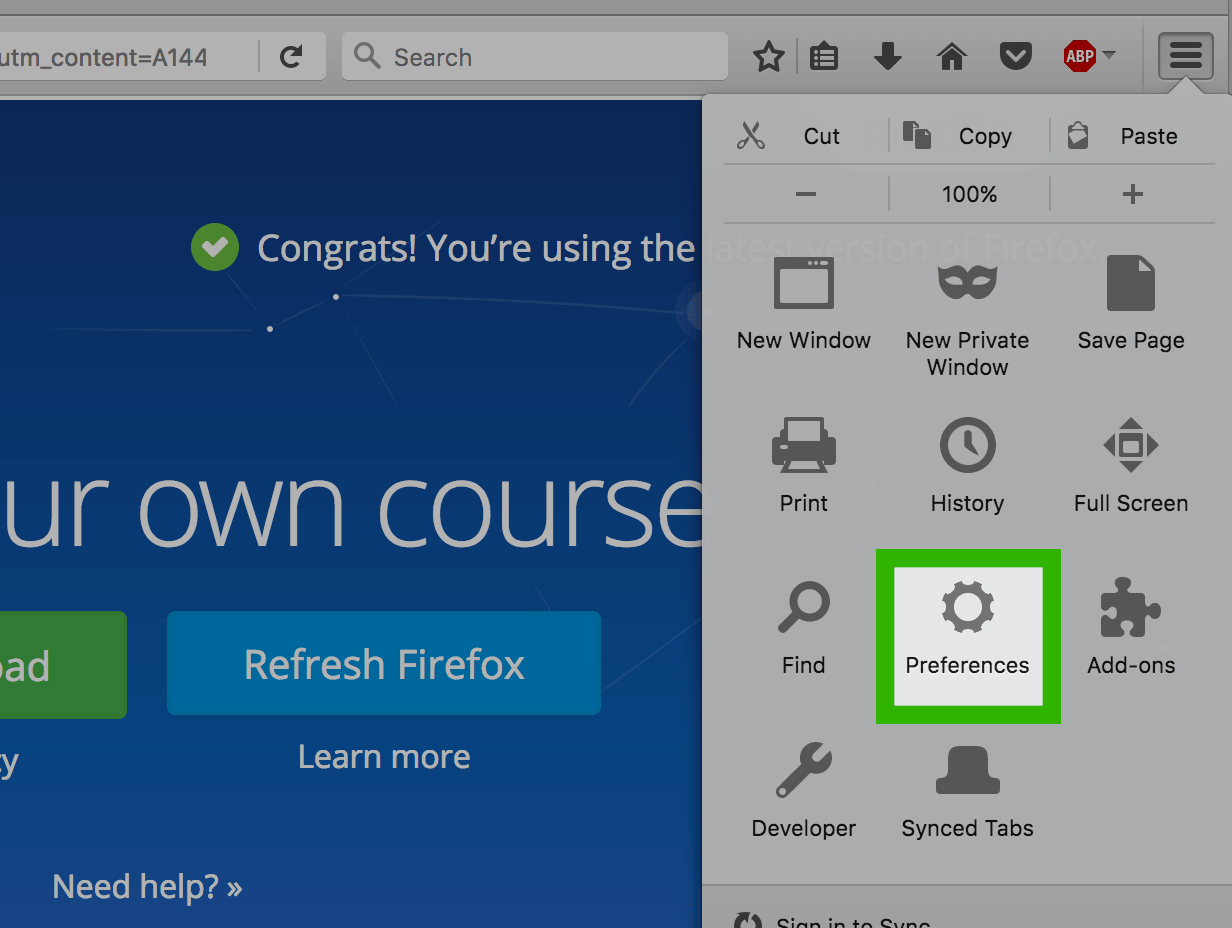 utm_content=A144
Search
ABP
Cut
Copy
Paste
100%
Congrats! You’re using the latest version of Firefox.
New Window
New Private
Window
Save Page
ur own course
Print
History
Full Screen
oad
Refresh Firefox
Find
Preferences
Add-ons
cy
Learn more
Developer
Synced Tabs
Need help? »
Sign in to Sync